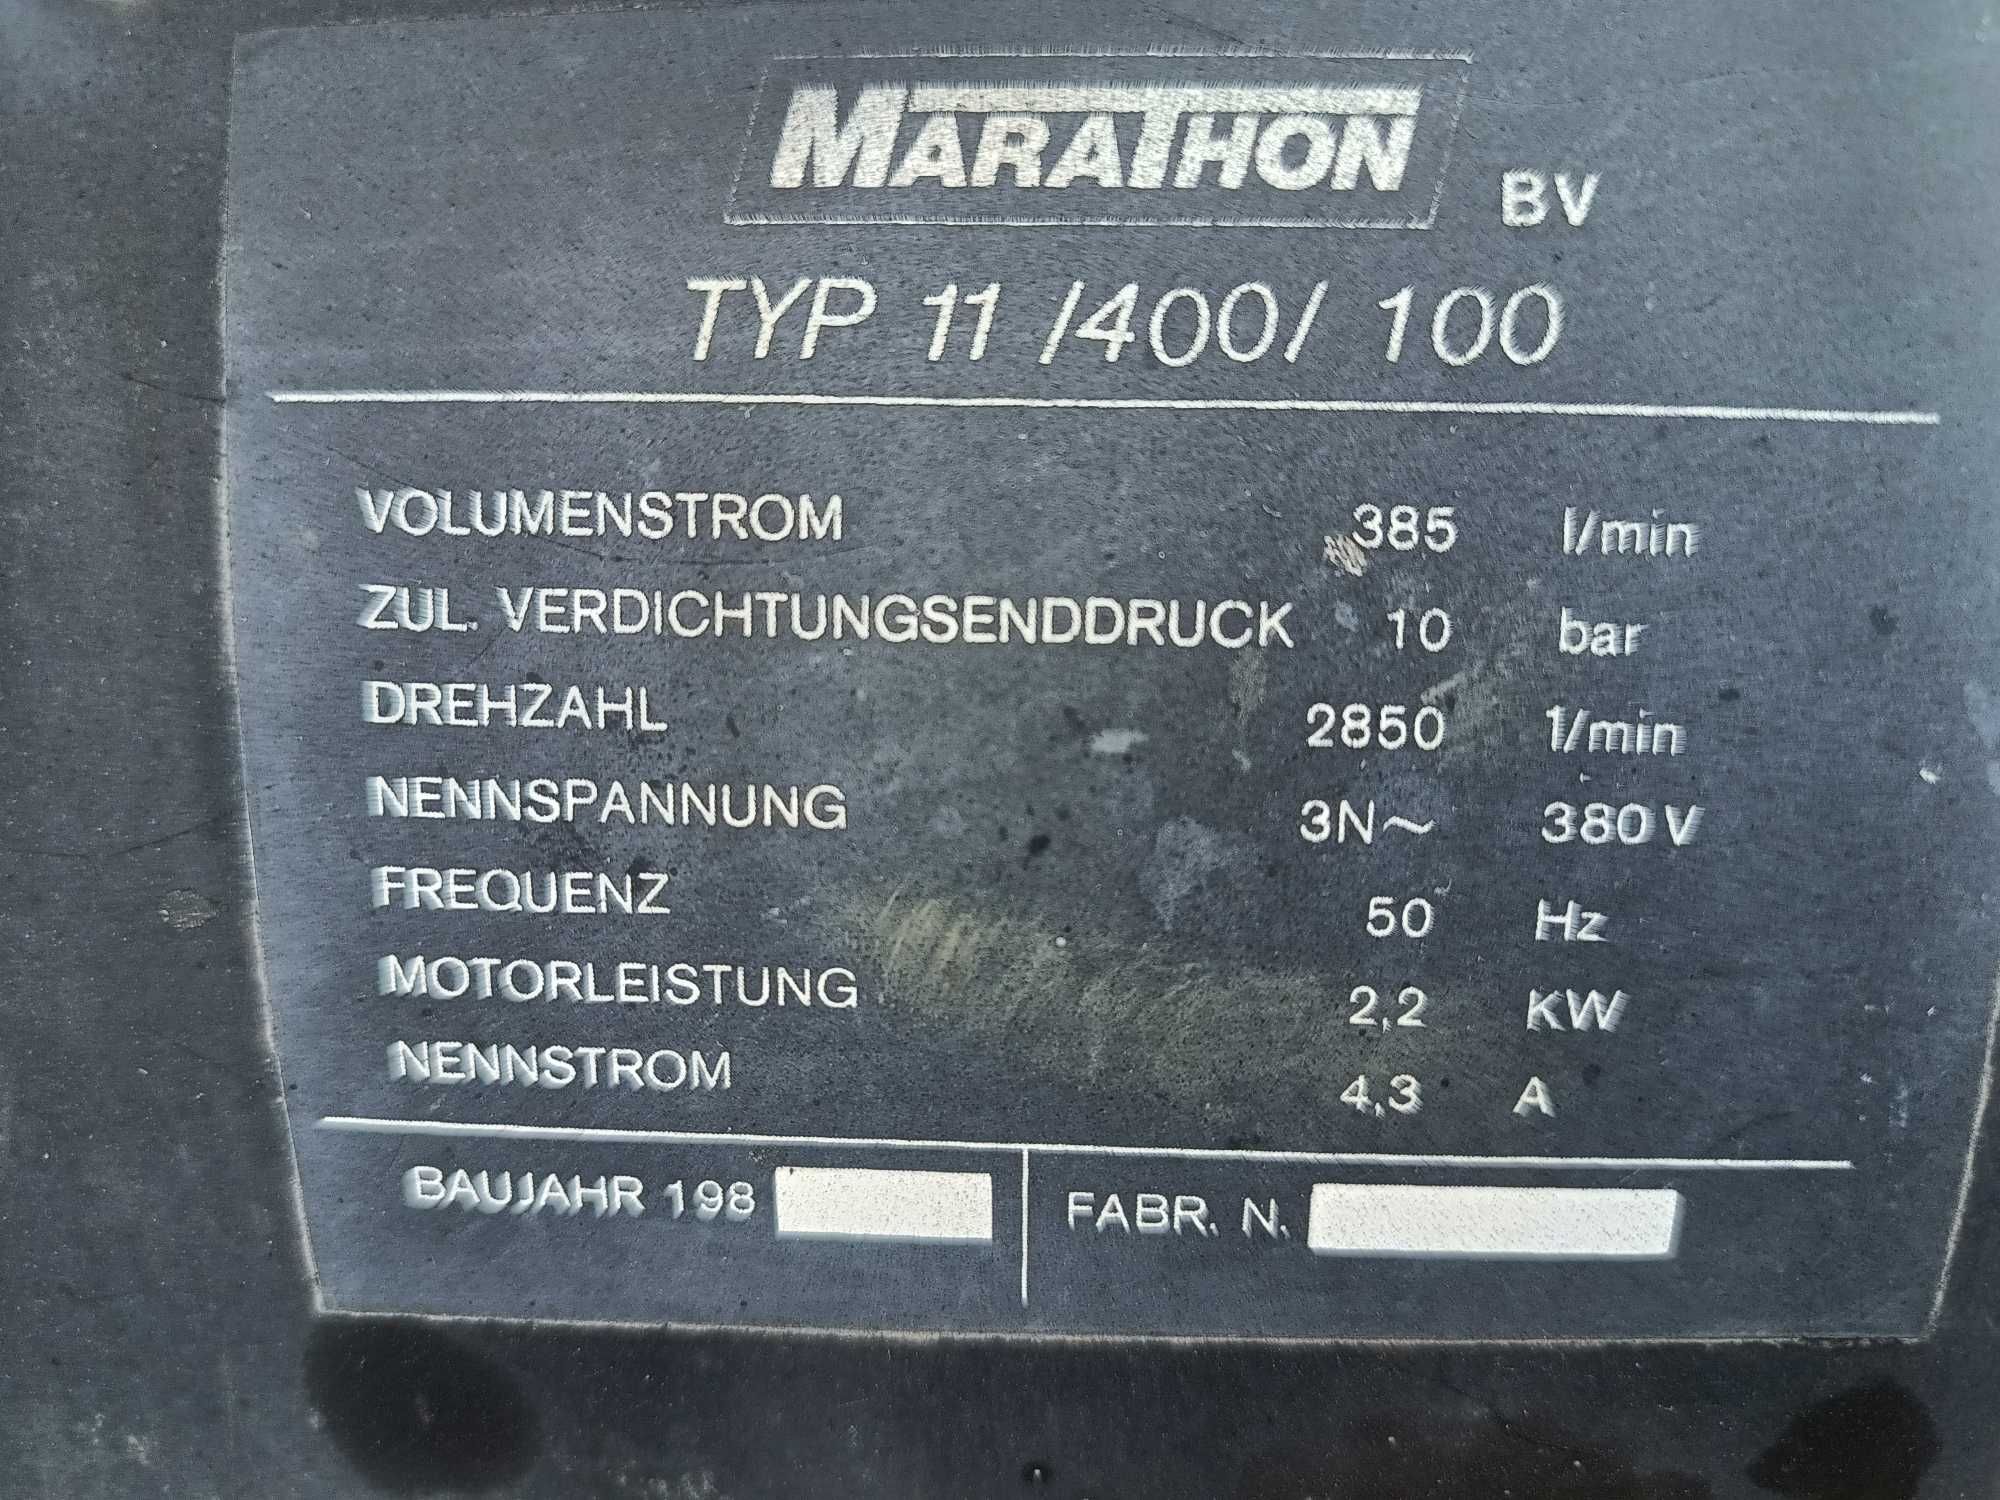 MARATHON BV
TYP 11 /400/ 100
VOLUMENSTROM 385 l/min
ZUL. VERDICHTUNGSENDDRUCK 10 bar
DREHZAHL 2850 1/min
NENNSPANNUNG 3N~ 380 V
FREQUENZ 50 Hz
MOTORLEISTUNG 2,2 KW
NENNSTROM 4,3 A
BAUJAHR 198 FABR. N.